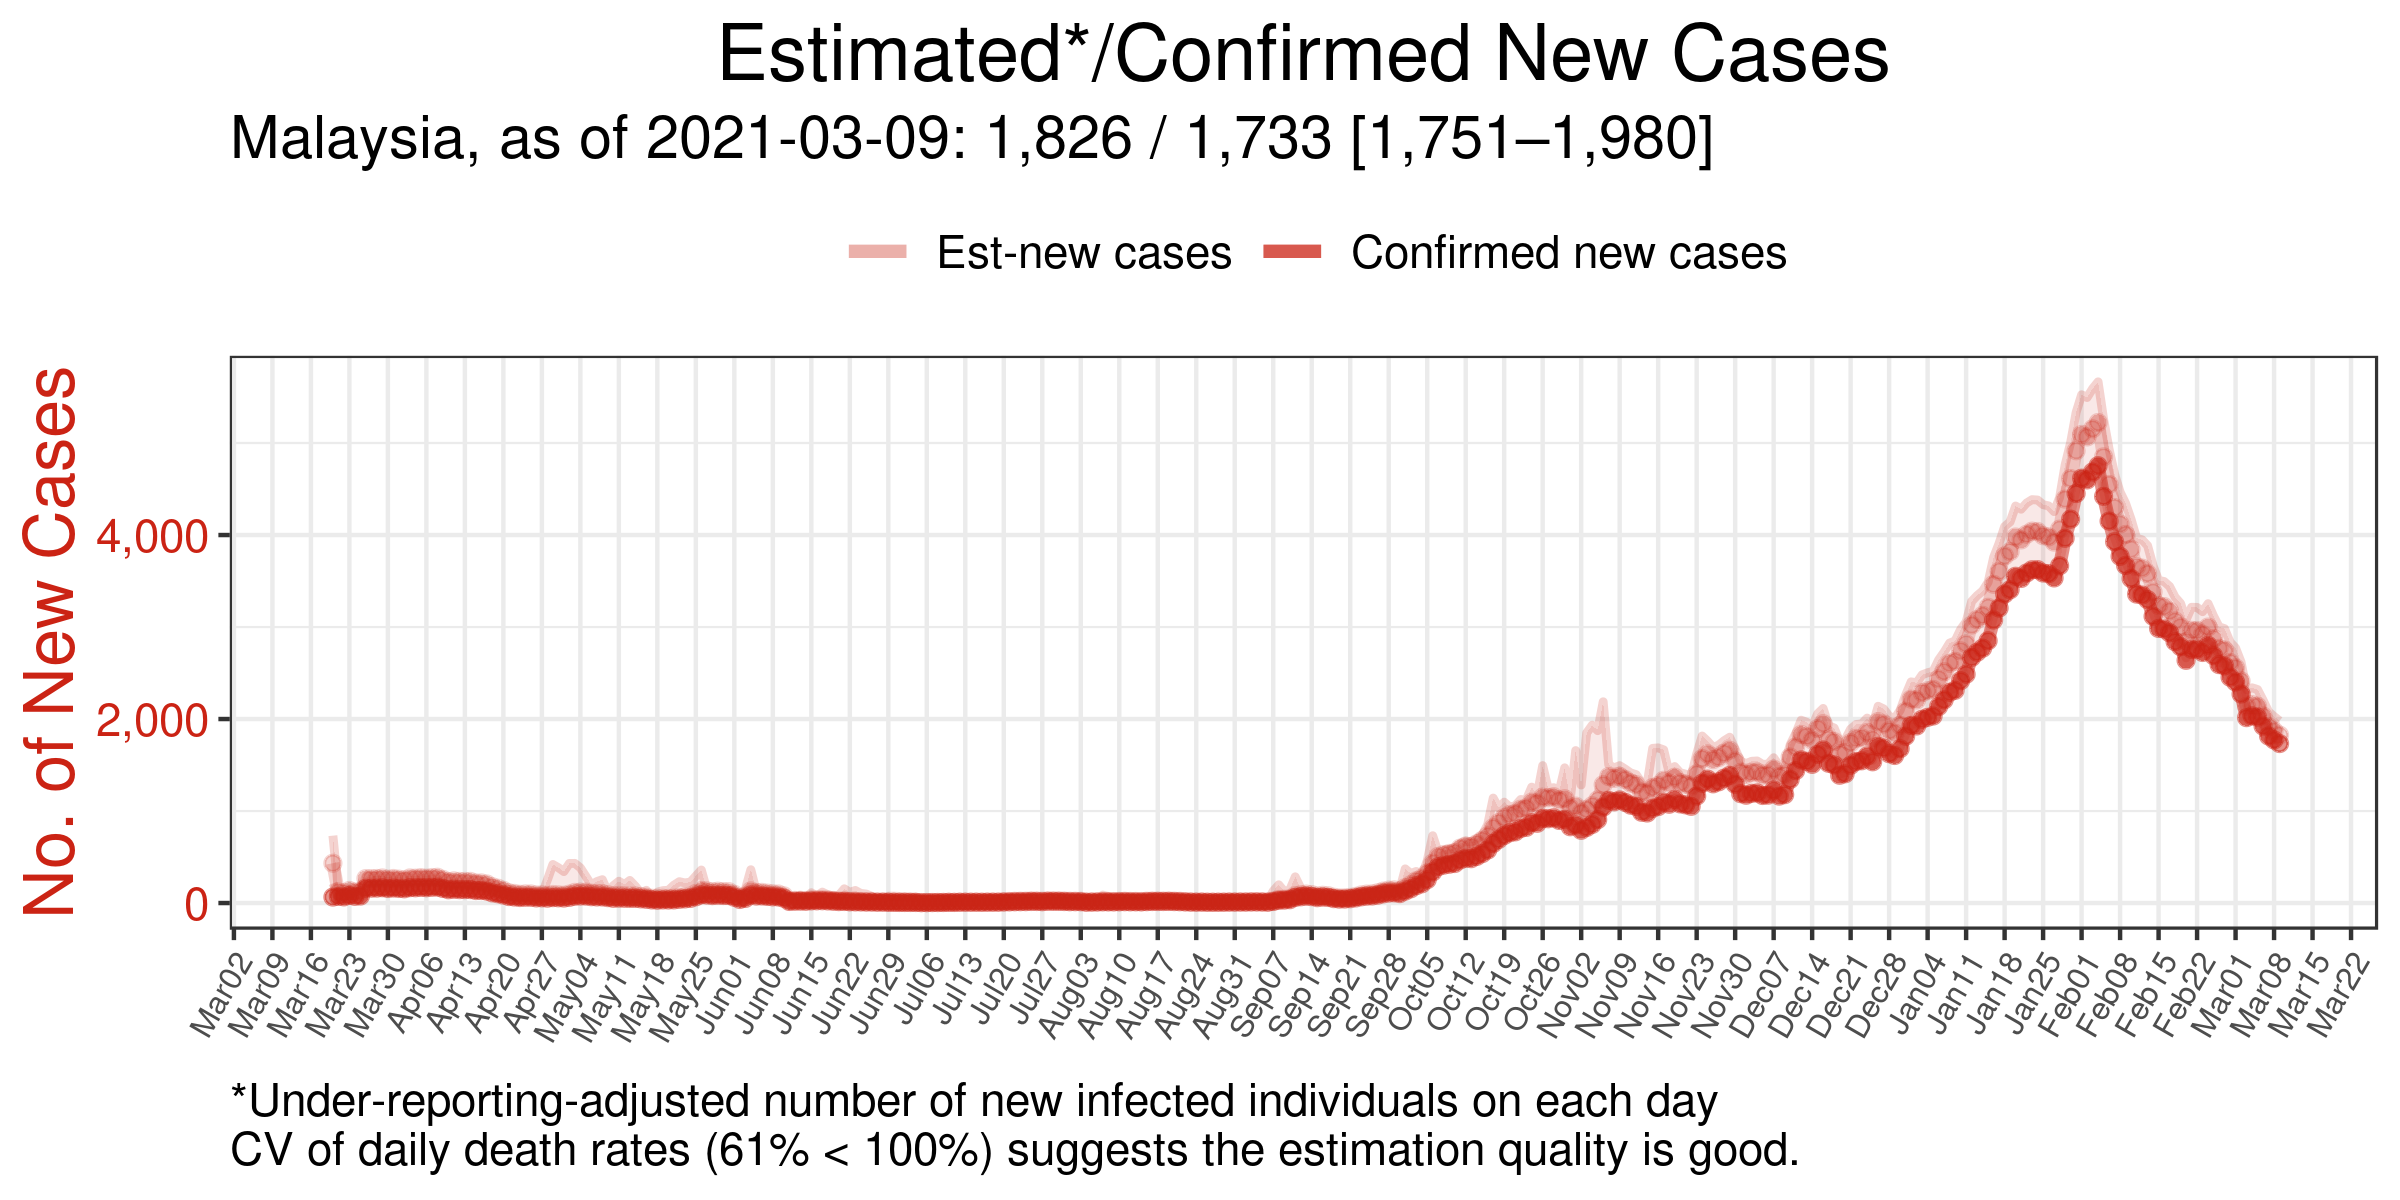 Estimated*/Confirmed New Cases
Malaysia, as of 2021-03-09: 1,826 / 1,733 [1,751–1,980]
Est-new cases
Confirmed new cases
No. of New Cases
4,000
2,000
0
Mar02
Mar09
Mar16
Mar23
Mar30
Apr06
Apr13
Apr20
Apr27
May04
May11
May18
May25
Jun01
Jun08
Jun15
Jun22
Jun29
Jul06
Jul13
Jul20
Jul27
Aug03
Aug10
Aug17
Aug24
Aug31
Sep07
Sep14
Sep21
Sep28
Oct05
Oct12
Oct19
Oct26
Nov02
Nov09
Nov16
Nov23
Nov30
Dec07
Dec14
Dec21
Dec28
Jan04
Jan11
Jan18
Jan25
Feb01
Feb08
Feb15
Feb22
Mar01
Mar08
Mar15
Mar22
*Under-reporting-adjusted number of new infected individuals on each day
CV of daily death rates (61% < 100%) suggests the estimation quality is good.